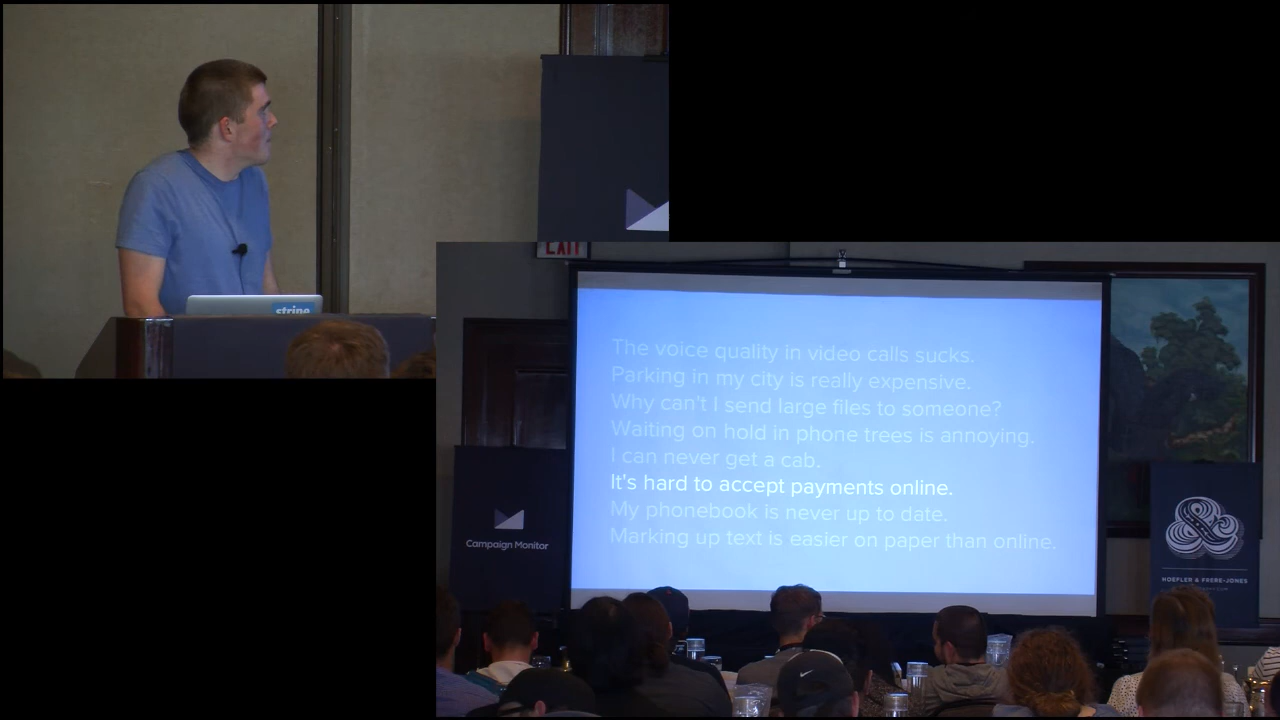 stripe
EXIT
The voice quality in video calls sucks.
Parking in my city is really expensive.
Why can't I send large files to someone?
Waiting on hold in phone trees is annoying.
I can never get a cab.
It's hard to accept payments online.
My phonebook is never up to date.
Marking up text is easier on paper than online.
Campaign Monitor
&
HOEFLER & FRERE-JONES